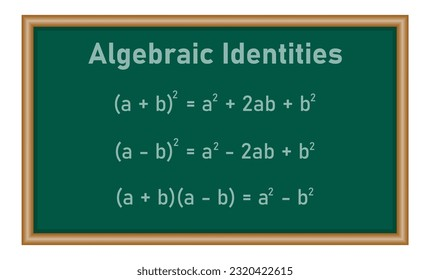 Algebraic Identities
(a + b)² = a² + 2ab + b²
(a - b)² = a² - 2ab + b²
(a + b)(a - b) = a² - b²
shutterstock.com · 2320422615